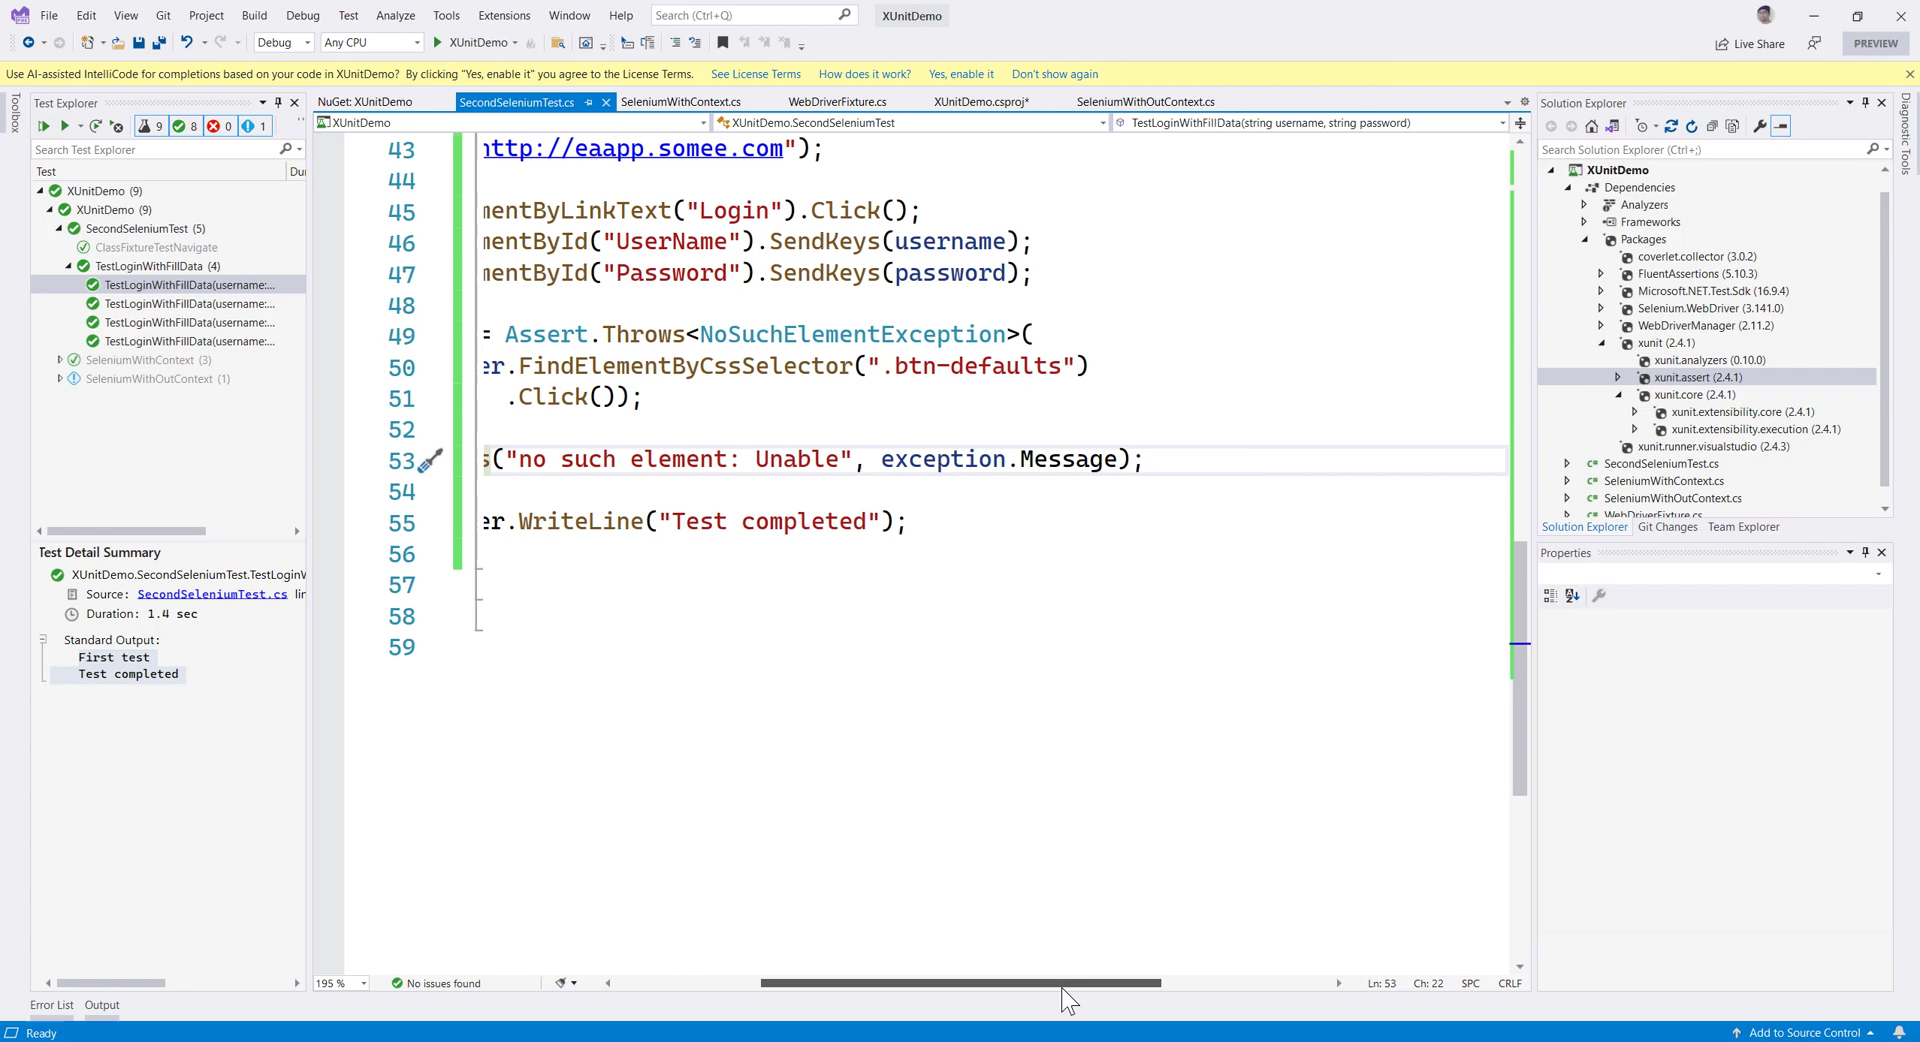 File Edit View Git Project Build Debug Test Analyze Tools Extensions Window Help Search (Ctrl+Q) XUnitDemo
Debug Any CPU XUnitDemo Live Share PREVIEW
Use AI-assisted IntelliCode for completions based on your code in XUnitDemo? By clicking "Yes, enable it" you agree to the License Terms. See License Terms How does it work? Yes, enable it Don't show again
Toolbox
Test Explorer
9 8 0 1
Search Test Explorer
Test Du
XUnitDemo (9)
XUnitDemo (9)
SecondSeleniumTest (5)
ClassFixtureTestNavigate
TestLoginWithFillData (4)
TestLoginWithFillData(username:...
TestLoginWithFillData(username:...
TestLoginWithFillData(username:...
TestLoginWithFillData(username:...
SeleniumWithContext (3)
SeleniumWithOutContext (1)
Test Detail Summary
XUnitDemo.SecondSeleniumTest.TestLoginW
Source: SecondSeleniumTest.cs lin
Duration: 1.4 sec
Standard Output:
First test
Test completed
NuGet: XUnitDemo SecondSeleniumTest.cs SeleniumWithContext.cs WebDriverFixture.cs XUnitDemo.csproj* SeleniumWithOutContext.cs
XUnitDemo XUnitDemo.SecondSeleniumTest TestLoginWithFillData(string username, string password)
43 http://eaapp.somee.com");
44
45 mentByLinkText("Login").Click();
46 mentById("UserName").SendKeys(username);
47 mentById("Password").SendKeys(password);
48
49 = Assert.Throws<NoSuchElementException>(
50 er.FindElementByCssSelector(".btn-defaults")
51 .Click());
52
53 s("no such element: Unable", exception.Message);
54
55 er.WriteLine("Test completed");
56
57
58
59
195 % No issues found Ln: 53 Ch: 22 SPC CRLF
Solution Explorer
Search Solution Explorer (Ctrl+;)
XUnitDemo
Dependencies
Analyzers
Frameworks
Packages
coverlet.collector (3.0.2)
FluentAssertions (5.10.3)
Microsoft.NET.Test.Sdk (16.9.4)
Selenium.WebDriver (3.141.0)
WebDriverManager (2.11.2)
xunit (2.4.1)
xunit.analyzers (0.10.0)
xunit.assert (2.4.1)
xunit.core (2.4.1)
xunit.extensibility.core (2.4.1)
xunit.extensibility.execution (2.4.1)
xunit.runner.visualstudio (2.4.3)
C# SecondSeleniumTest.cs
C# SeleniumWithContext.cs
C# SeleniumWithOutContext.cs
C# WebDriverFixture.cs
Solution Explorer Git Changes Team Explorer
Properties
Diagnostic Tools
Error List Output
Ready Add to Source Control